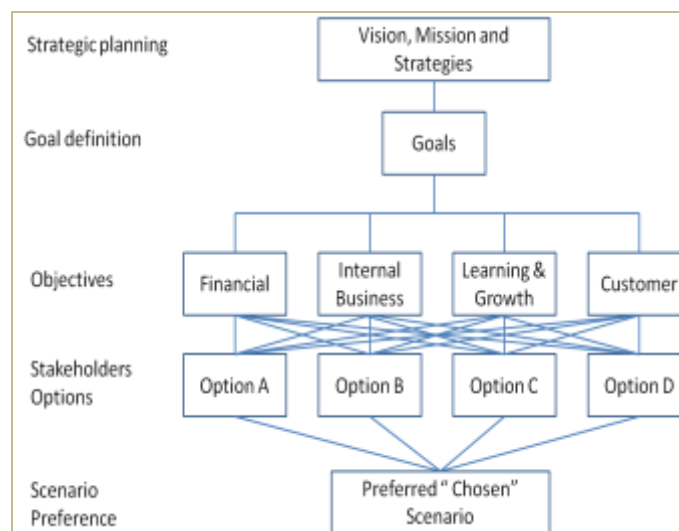 Strategic planning
Vision, Mission and
Strategies
Goal definition
Goals
Objectives
Financial
Internal
Business
Learning &
Growth
Customer
Stakeholders
Options
Option A
Option B
Option C
Option D
Scenario
Preference
Preferred “ Chosen”
Scenario